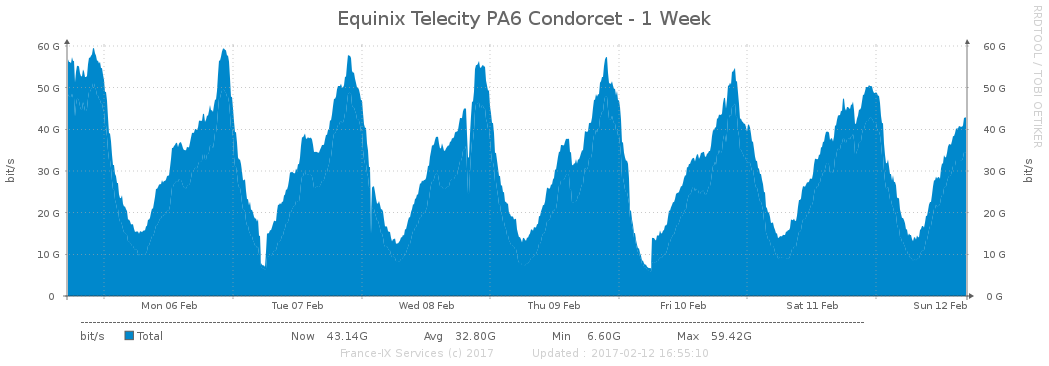 Equinix Telecity PA6 Condorcet - 1 Week
RRDTOOL / TOBI OETIKER
bit/s
60 G 60 G
50 G 50 G
40 G 40 G
30 G 30 G
20 G 20 G
10 G 10 G
0 0 G
bit/s
Mon 06 Feb Tue 07 Feb Wed 08 Feb Thu 09 Feb Fri 10 Feb Sat 11 Feb Sun 12 Feb
bit/s Total Now 43.14G Avg 32.80G Min 6.60G Max 59.42G
France-IX Services (c) 2017 Updated : 2017-02-12 16:55:10